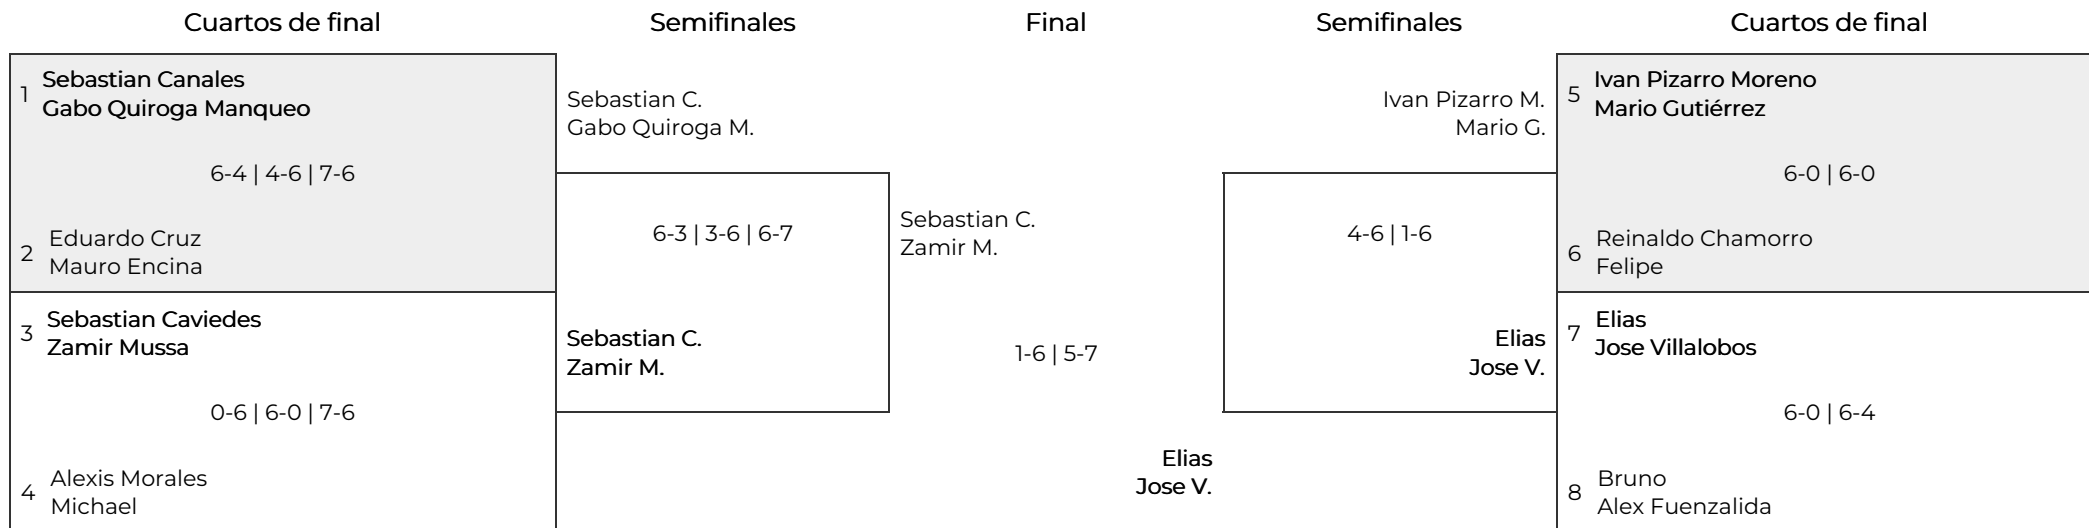 Cuartos de final
Semifinales
Final
Semifinales
Cuartos de final
1
Sebastian Canales
Gabo Quiroga Manqueo
6-4 | 4-6 | 7-6
2
Eduardo Cruz
Mauro Encina
3
Sebastian Caviedes
Zamir Mussa
0-6 | 6-0 | 7-6
4
Alexis Morales
Michael
Sebastian C.
Gabo Quiroga M.
6-3 | 3-6 | 6-7
Sebastian C.
Zamir M.
Sebastian C.
Zamir M.
1-6 | 5-7
Elias
Jose V.
Ivan Pizarro M.
Mario G.
4-6 | 1-6
Elias
Jose V.
5
Ivan Pizarro Moreno
Mario Gutiérrez
6-0 | 6-0
6
Reinaldo Chamorro
Felipe
7
Elias
Jose Villalobos
6-0 | 6-4
8
Bruno
Alex Fuenzalida